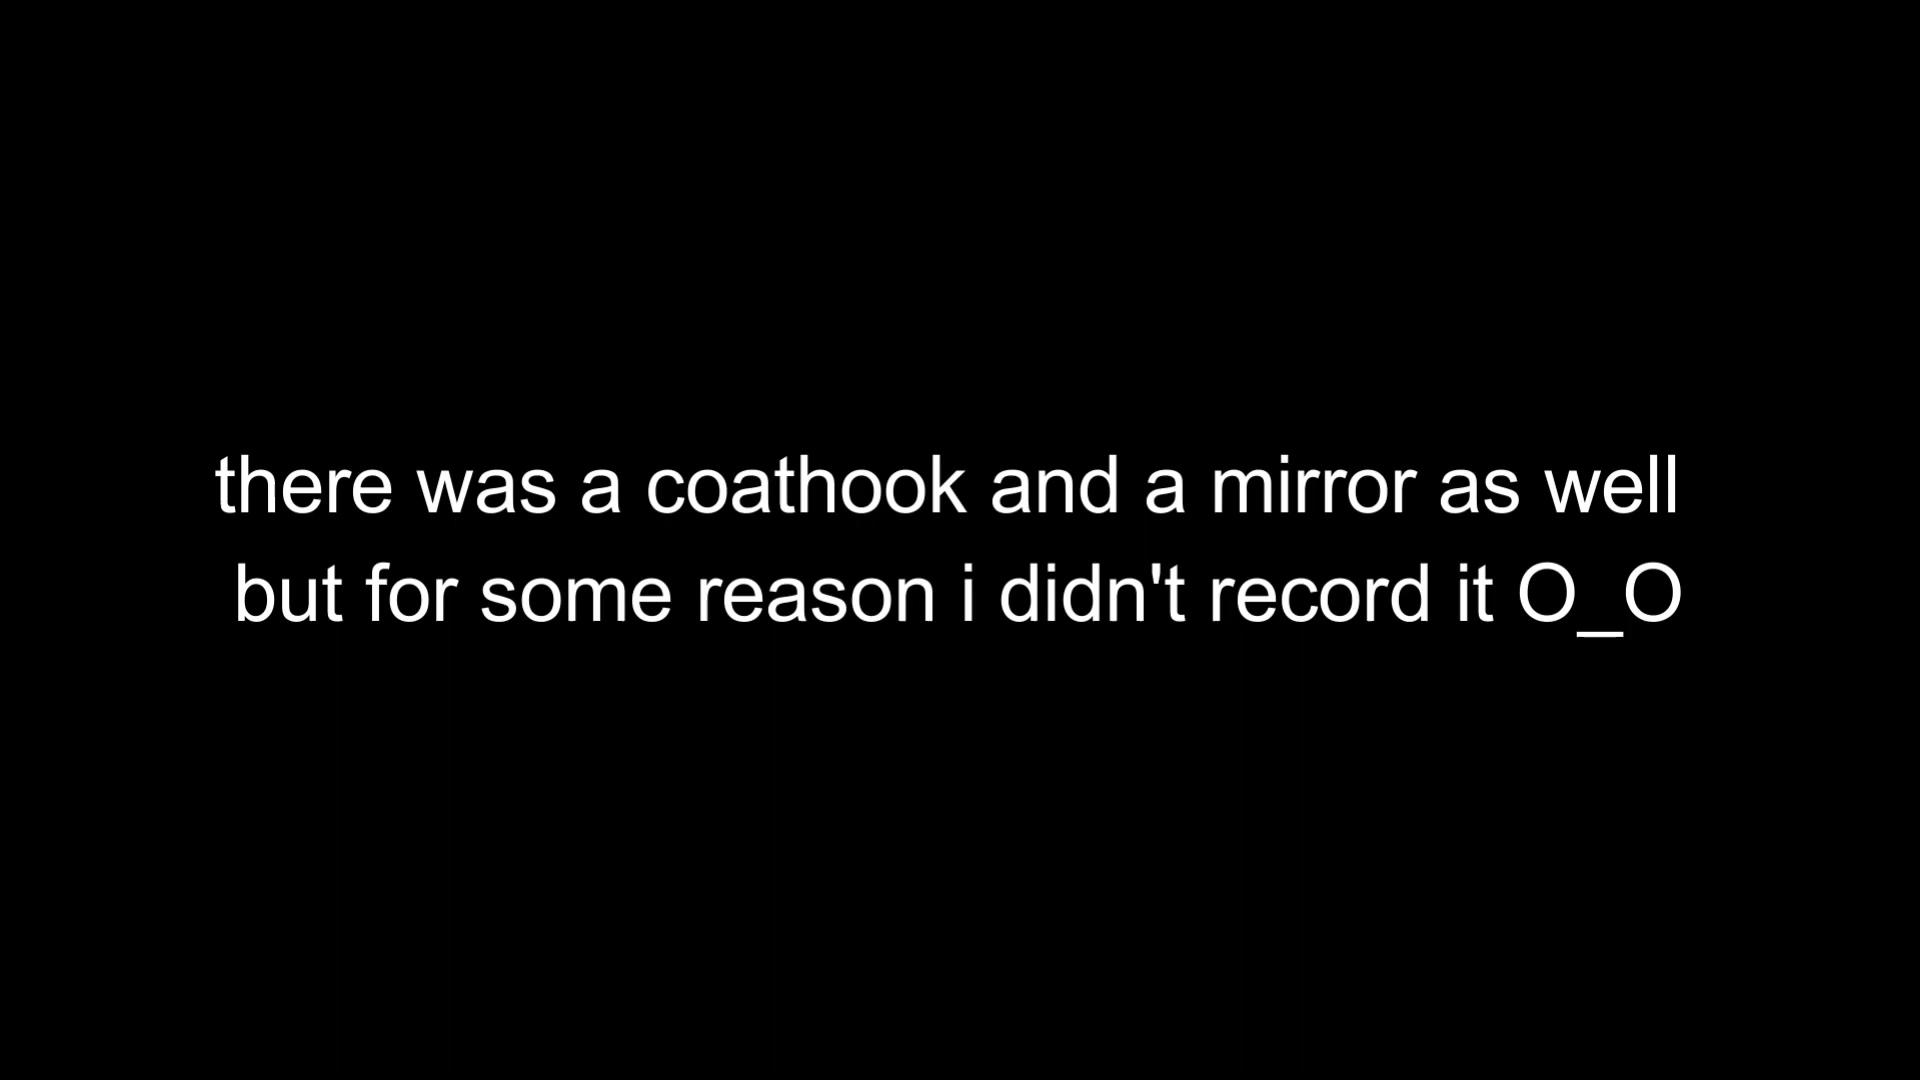 there was a coathook and a mirror as well
but for some reason i didn't record it O_O